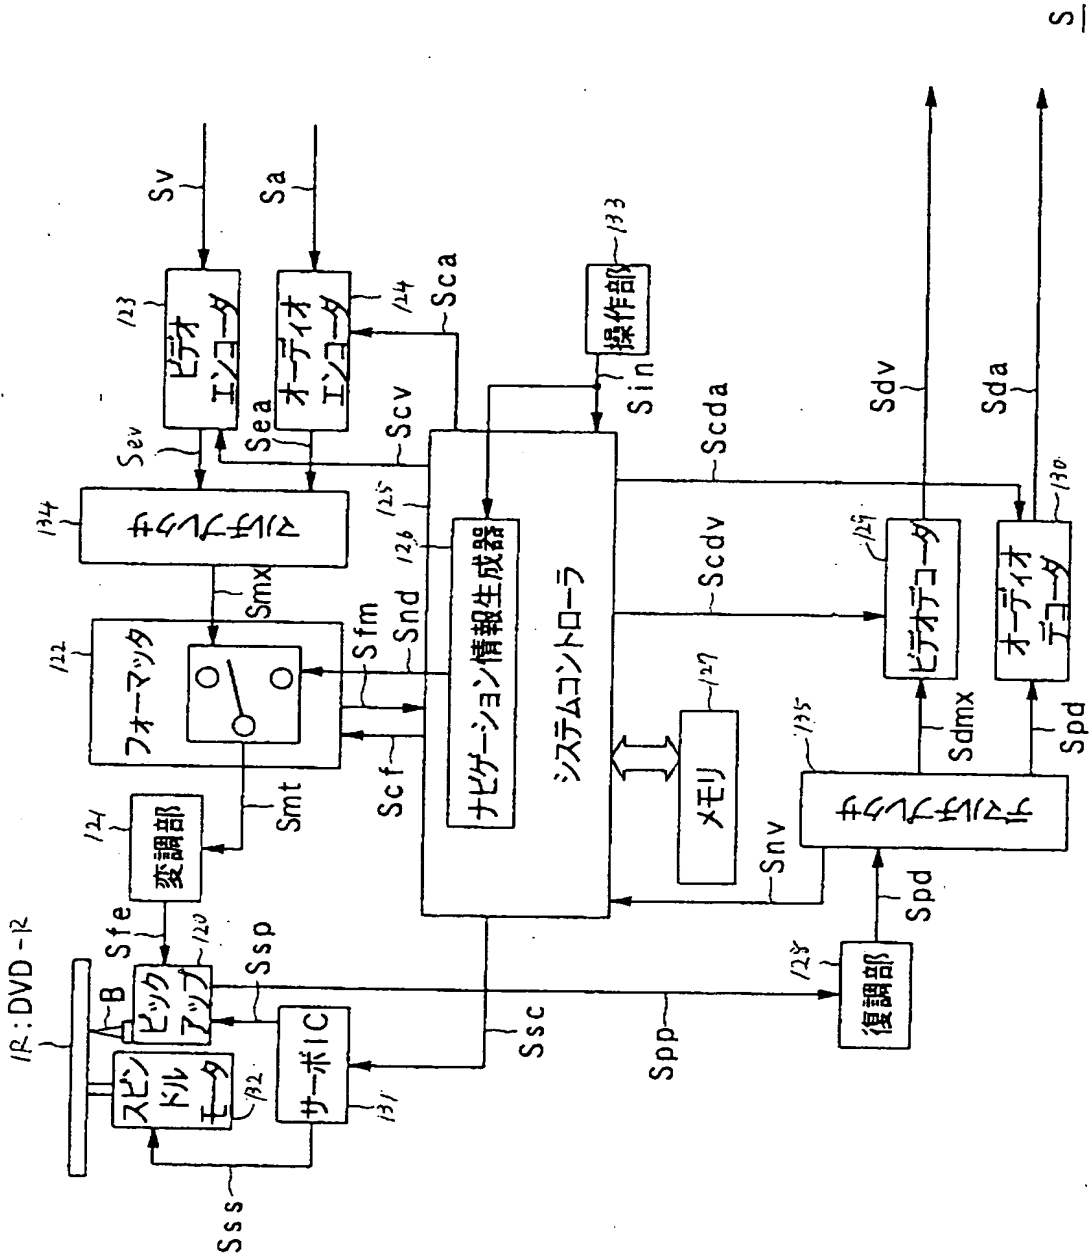 S
1R:DVD-R
B
スピン
ドル
モータ
132
ピック
アップ
120
Sfe
変調部
121
Smt
フォーマッタ
122
Smx
マルチプレクサ
134
Sev
Sea
ビデオ
エンコーダ
123
オーディオ
エンコーダ
124
Sv
Sa
Sss
サーボIC
131
Ssp
Ssc
Spp
Scf
Sfm
Snd
Scv
Sca
125
126
ナビゲーション情報生成器
システムコントローラ
Sin
操作部
133
メモリ
127
Snv
Scdv
Scda
復調部
128
Spd
デマルチプレクサ
135
Sdmx
Spd
ビデオデコーダ
129
オーディオ
デコーダ
130
Sdv
Sda